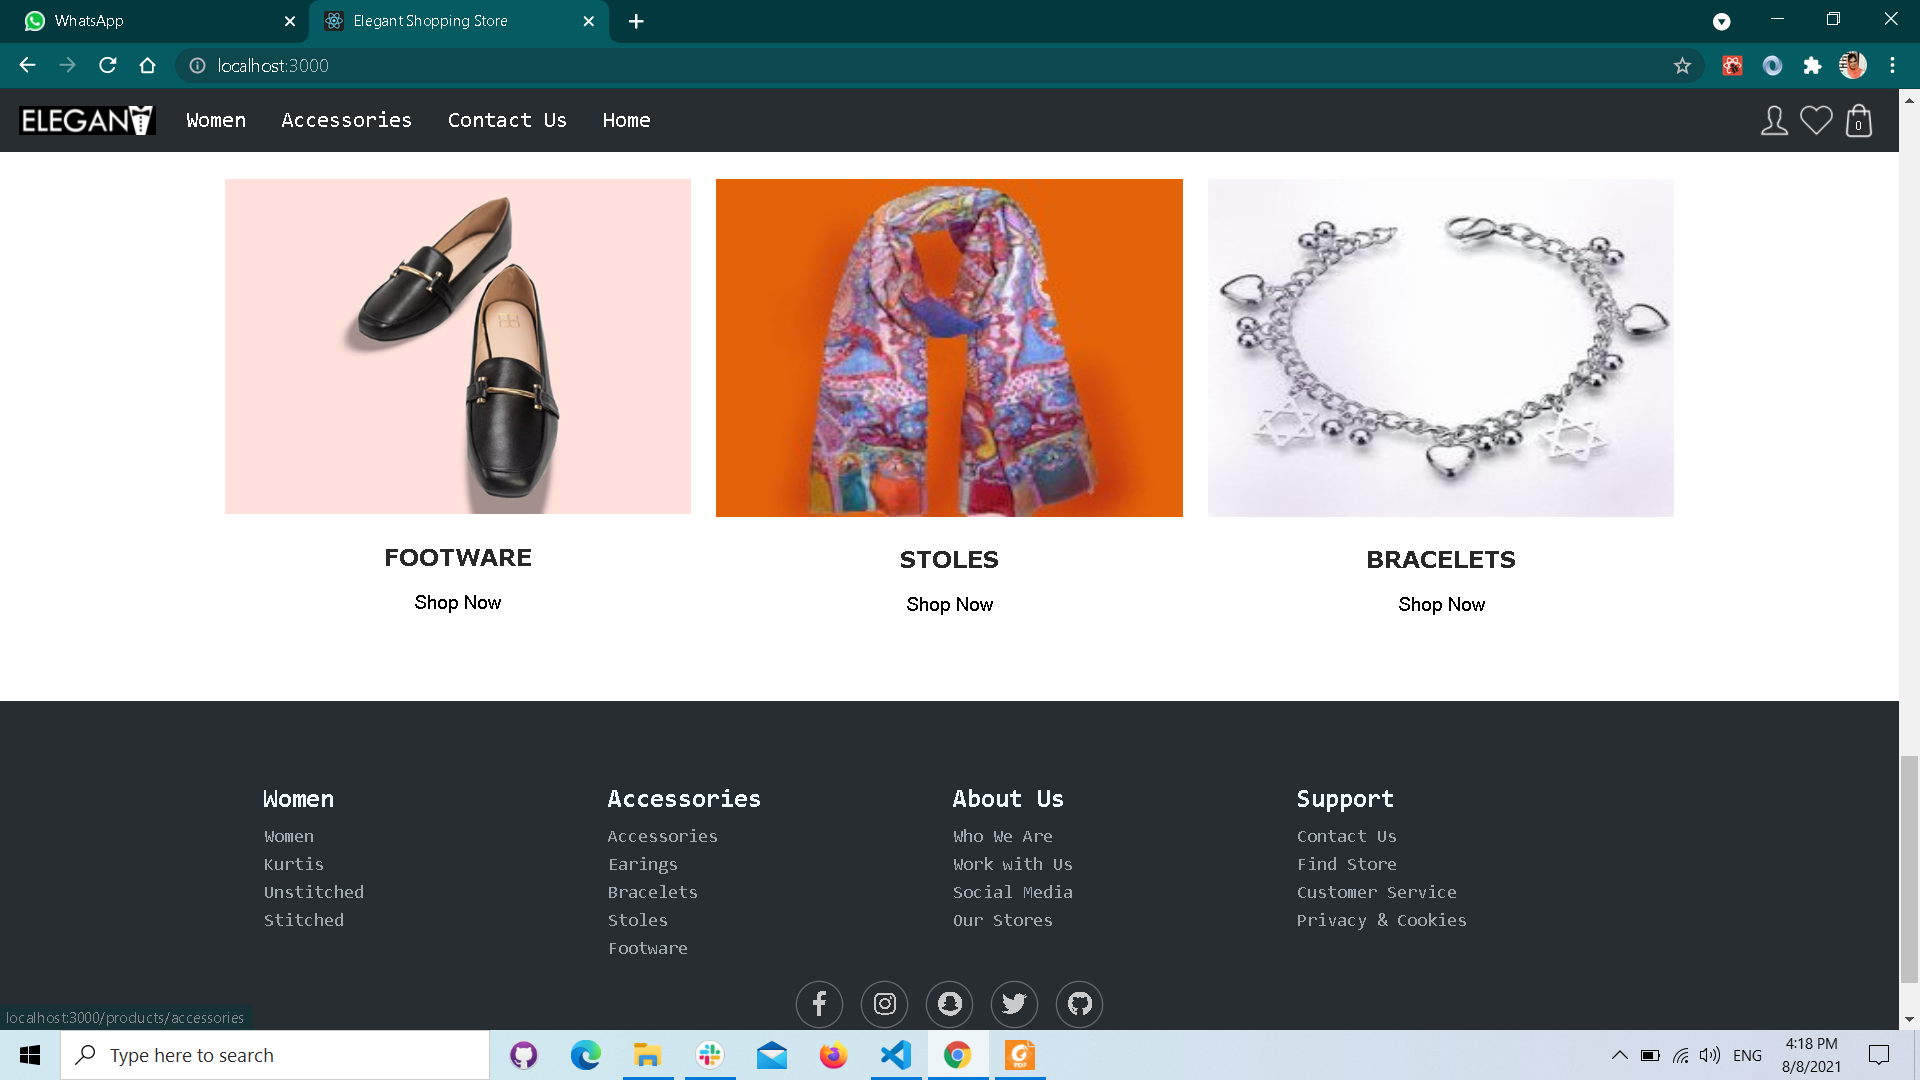 WhatsApp
Elegant Shopping Store
localhost:3000
ELEGANT
Women Accessories Contact Us Home
0
FOOTWARE
Shop Now
STOLES
Shop Now
BRACELETS
Shop Now
Women
Women
Kurtis
Unstitched
Stitched
Accessories
Accessories
Earings
Bracelets
Stoles
Footware
About Us
Who We Are
Work with Us
Social Media
Our Stores
Support
Contact Us
Find Store
Customer Service
Privacy & Cookies
localhost:3000/products/accessories
Type here to search
PDF
ENG
4:18 PM
8/8/2021